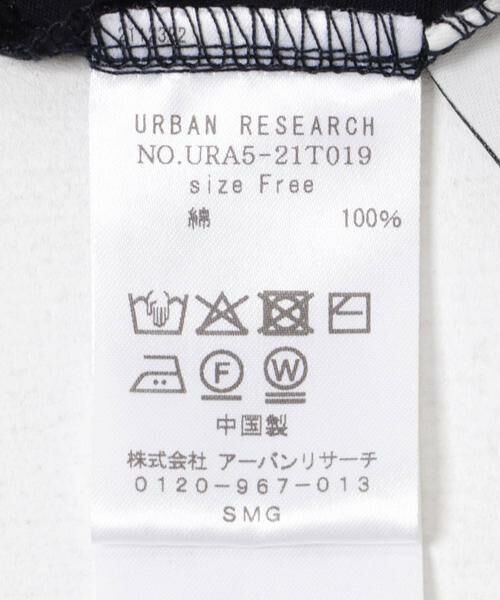 URBAN RESEARCH
NO.URA5-21T019
size Free
綿 100%
F W
中国製
株式会社 アーバンリサーチ
0120-967-013
SMG